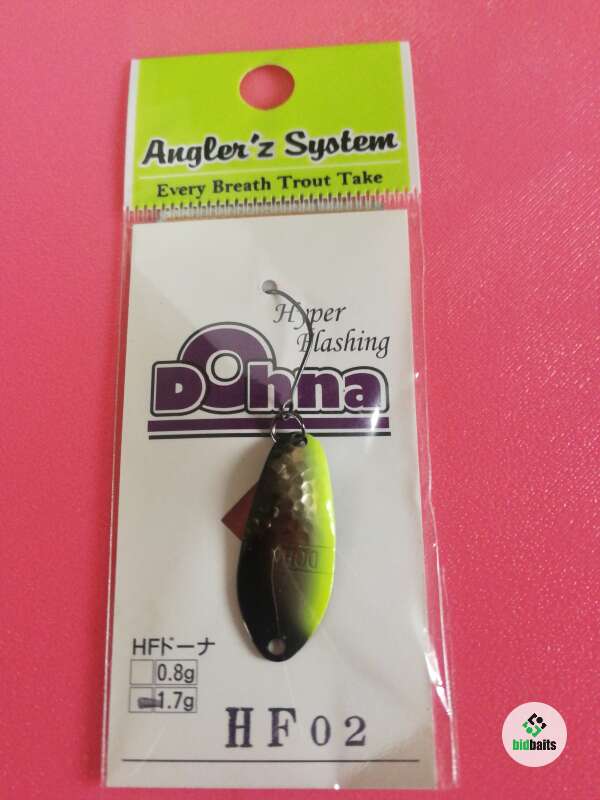 Angler'z System
Every Breath Trout Take
Hyper
Flashing
Dohna
HFドーナ
0.8g
1.7g
HF02
bidbaits